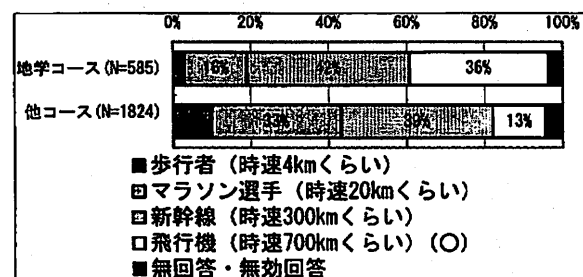 0% 20% 40% 60% 80% 100%
地学コース(N=585) 16% 42% 36%
他コース(N=1824) 33% 39% 13%
■歩行者(時速4kmくらい)
□マラソン選手(時速20kmくらい)
□新幹線(時速300kmくらい)
□飛行機(時速700kmくらい)(○)
■無回答・無効回答